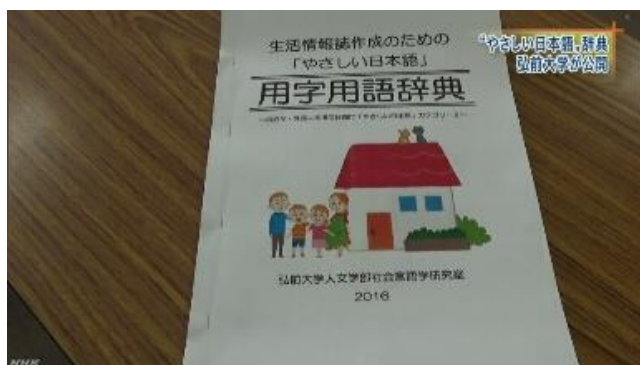 生活情報誌作成のための
「やさしい日本語」
用字用語辞典
弘前大学人文学部社会言語学研究室
2016
“やさしい日本語”辞典
弘前大学が公開
NHK